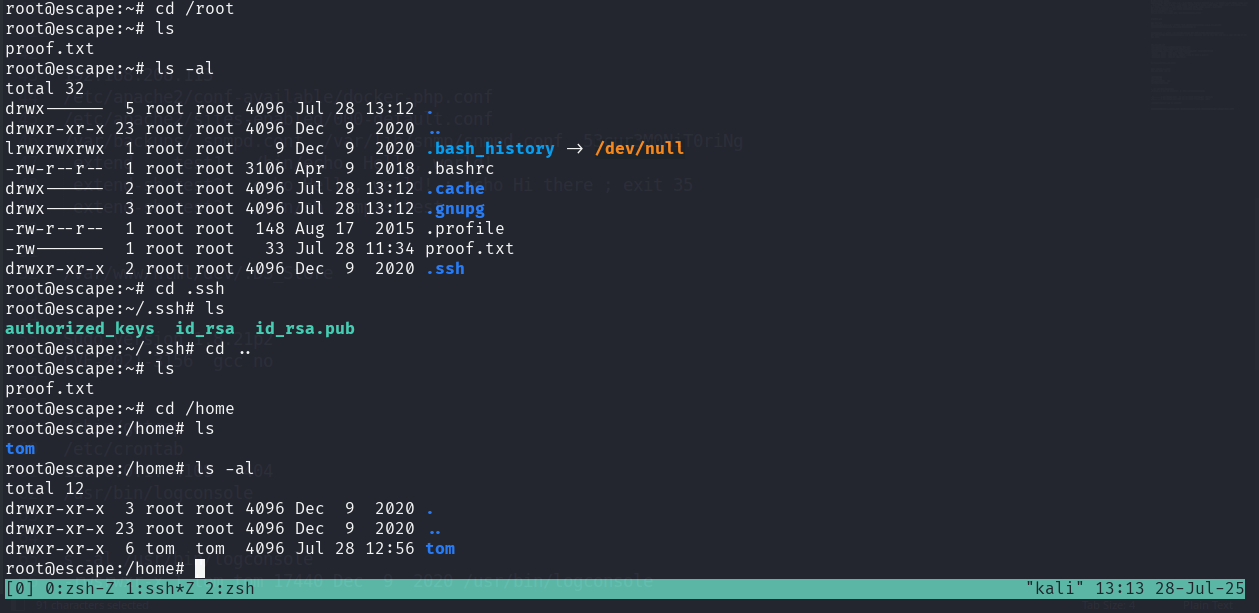 root@escape:~# cd /root
root@escape:~# ls
proof.txt
root@escape:~# ls -al
total 32
drwx------  5 root root 4096 Jul 28 13:12 .
drwxr-xr-x 23 root root 4096 Dec  9  2020 ..
lrwxrwxrwx  1 root root    9 Dec  9  2020 .bash_history -> /dev/null
-rw-r--r--  1 root root 3106 Apr  9  2018 .bashrc
drwx------  2 root root 4096 Jul 28 13:12 .cache
drwx------  3 root root 4096 Jul 28 13:12 .gnupg
-rw-r--r--  1 root root  148 Aug 17  2015 .profile
-rw-------  1 root root   33 Jul 28 11:34 proof.txt
drwxr-xr-x  2 root root 4096 Dec  9  2020 .ssh
root@escape:~# cd .ssh
root@escape:~/.ssh# ls
authorized_keys  id_rsa  id_rsa.pub
root@escape:~/.ssh# cd ..
root@escape:~# ls
proof.txt
root@escape:~# cd /home
root@escape:/home# ls
tom
root@escape:/home# ls -al
total 12
drwxr-xr-x  3 root root 4096 Dec  9  2020 .
drwxr-xr-x 23 root root 4096 Dec  9  2020 ..
drwxr-xr-x  6 tom  tom  4096 Jul 28 12:56 tom
root@escape:/home#
[0] 0:zsh-Z 1:ssh*Z 2:zsh "kali" 13:13 28-Jul-25